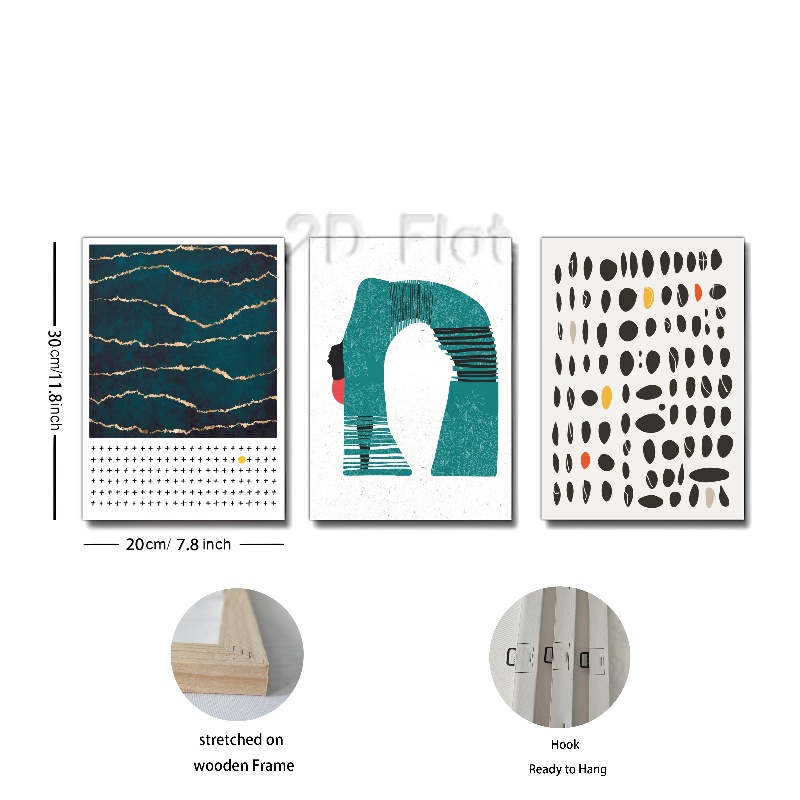 2D Flat
30cm/11.8inch
20cm/ 7.8 inch
stretched on
wooden Frame
Hook
Ready to Hang